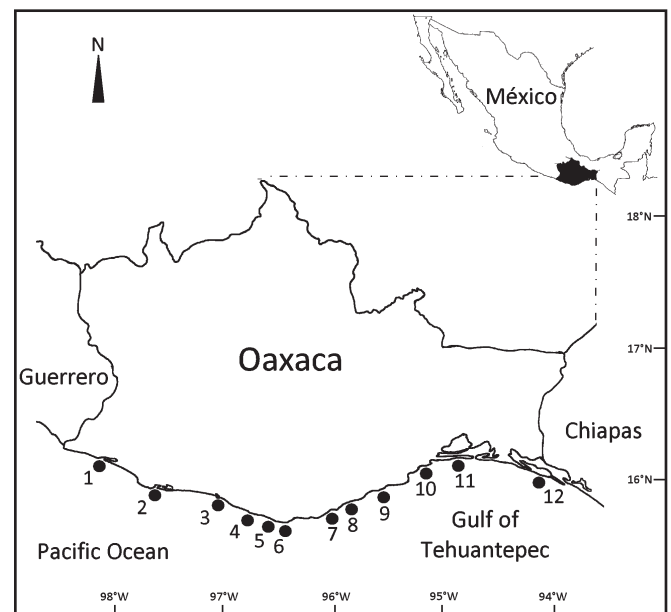 N
México
18°N
17°N
Oaxaca
Guerrero
Chiapas
16°N
1
2
3
4
5
6
7
8
9
10
11
12
Gulf of
Tehuantepec
Pacific Ocean
98°W
97°W
96°W
95°W
94°W